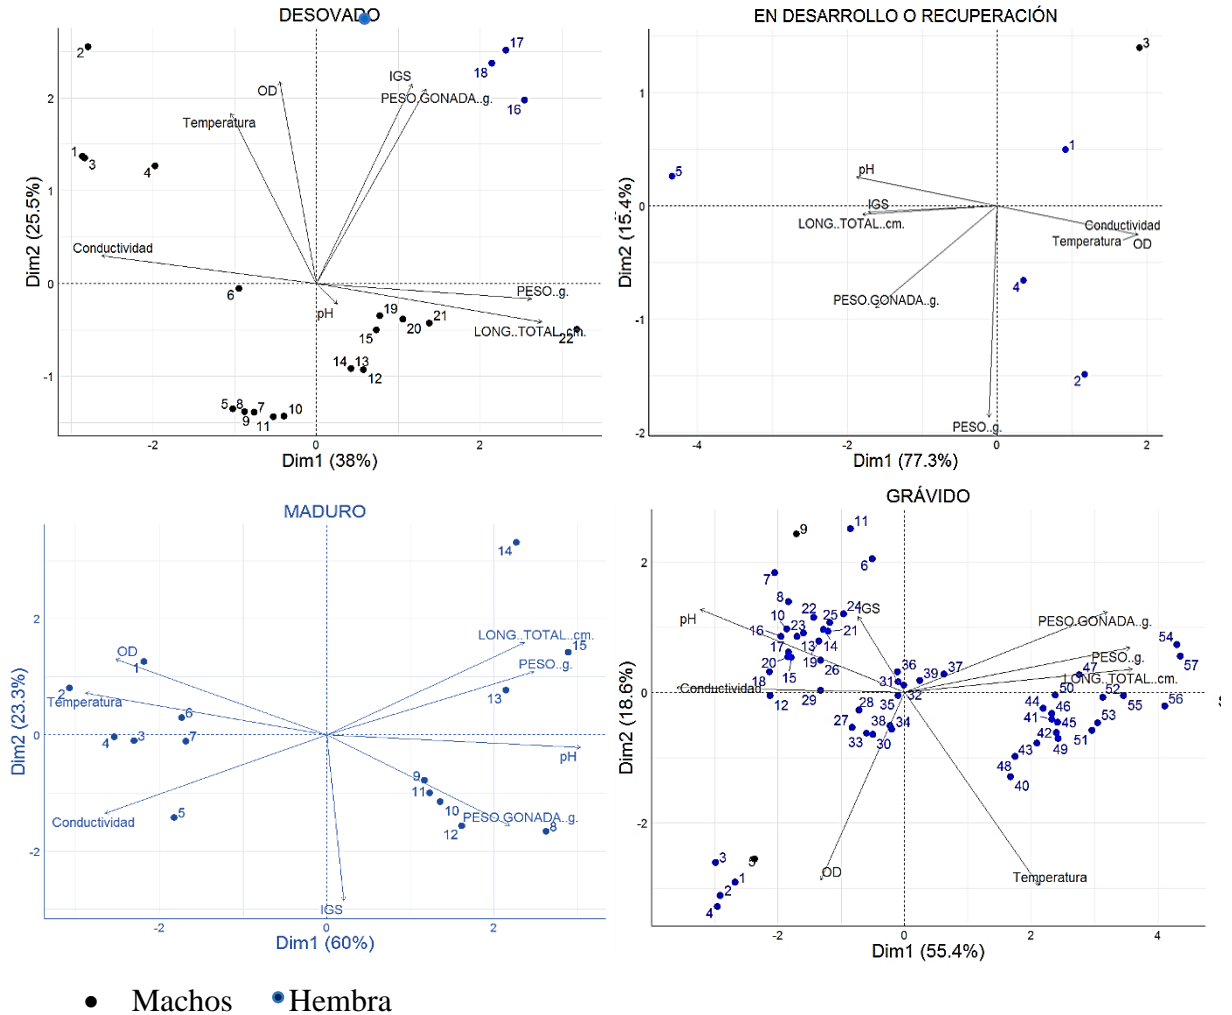 DESOVADO
2
17
18
16
IGS
OD
PESO.GONADA..g.
Temperatura
1
3
4
Conductividad
6
pH
PESO..g.
19
21
15
20
LONG..TOTAL..cm.
22
14
13
12
5
8
7
9
11
10
2
1
0
-1
-2
0
2
Dim1 (38%)
Dim2 (25.5%)
EN DESARROLLO O RECUPERACIÓN
3
1
5
pH
IGS
LONG..TOTAL..cm.
Conductividad
Temperatura
OD
4
PESO.GONADA..g.
2
PESO..g.
1
0
-1
-2
-4
-2
0
2
Dim1 (77.3%)
Dim2 (15.4%)
MADURO
14
LONG..TOTAL..cm.
15
OD
1
PESO..g.
2
Temperatura
13
6
4
3
7
pH
9
11
10
5
Conductividad
12
PESO.GONADA..g.
8
IGS
2
0
-2
-2
0
2
Dim1 (60%)
Dim2 (23.3%)
GRÁVIDO
9
11
6
7
8
22
24
IGS
10
25
pH
16
23
21
17
13
14
PESO.GONADA..g.
20
19
26
18
15
36
39
37
47
54
PESO..g.
57
LONG..TOTAL..cm.
Conductividad
31
32
12
29
28
35
50
52
44
46
55
56
27
38
34
41
45
53
33
30
42
49
51
43
48
40
3
5
1
2
4
OD
Temperatura
2
0
-2
-2
0
2
4
Dim1 (55.4%)
Dim2 (18.6%)
Machos
Hembra